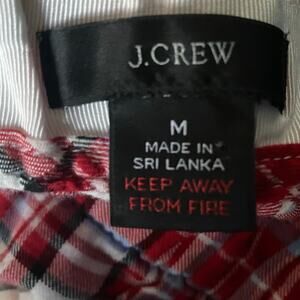 J.CREW
M
MADE IN
SRI LANKA
KEEP AWAY
FROM FIRE